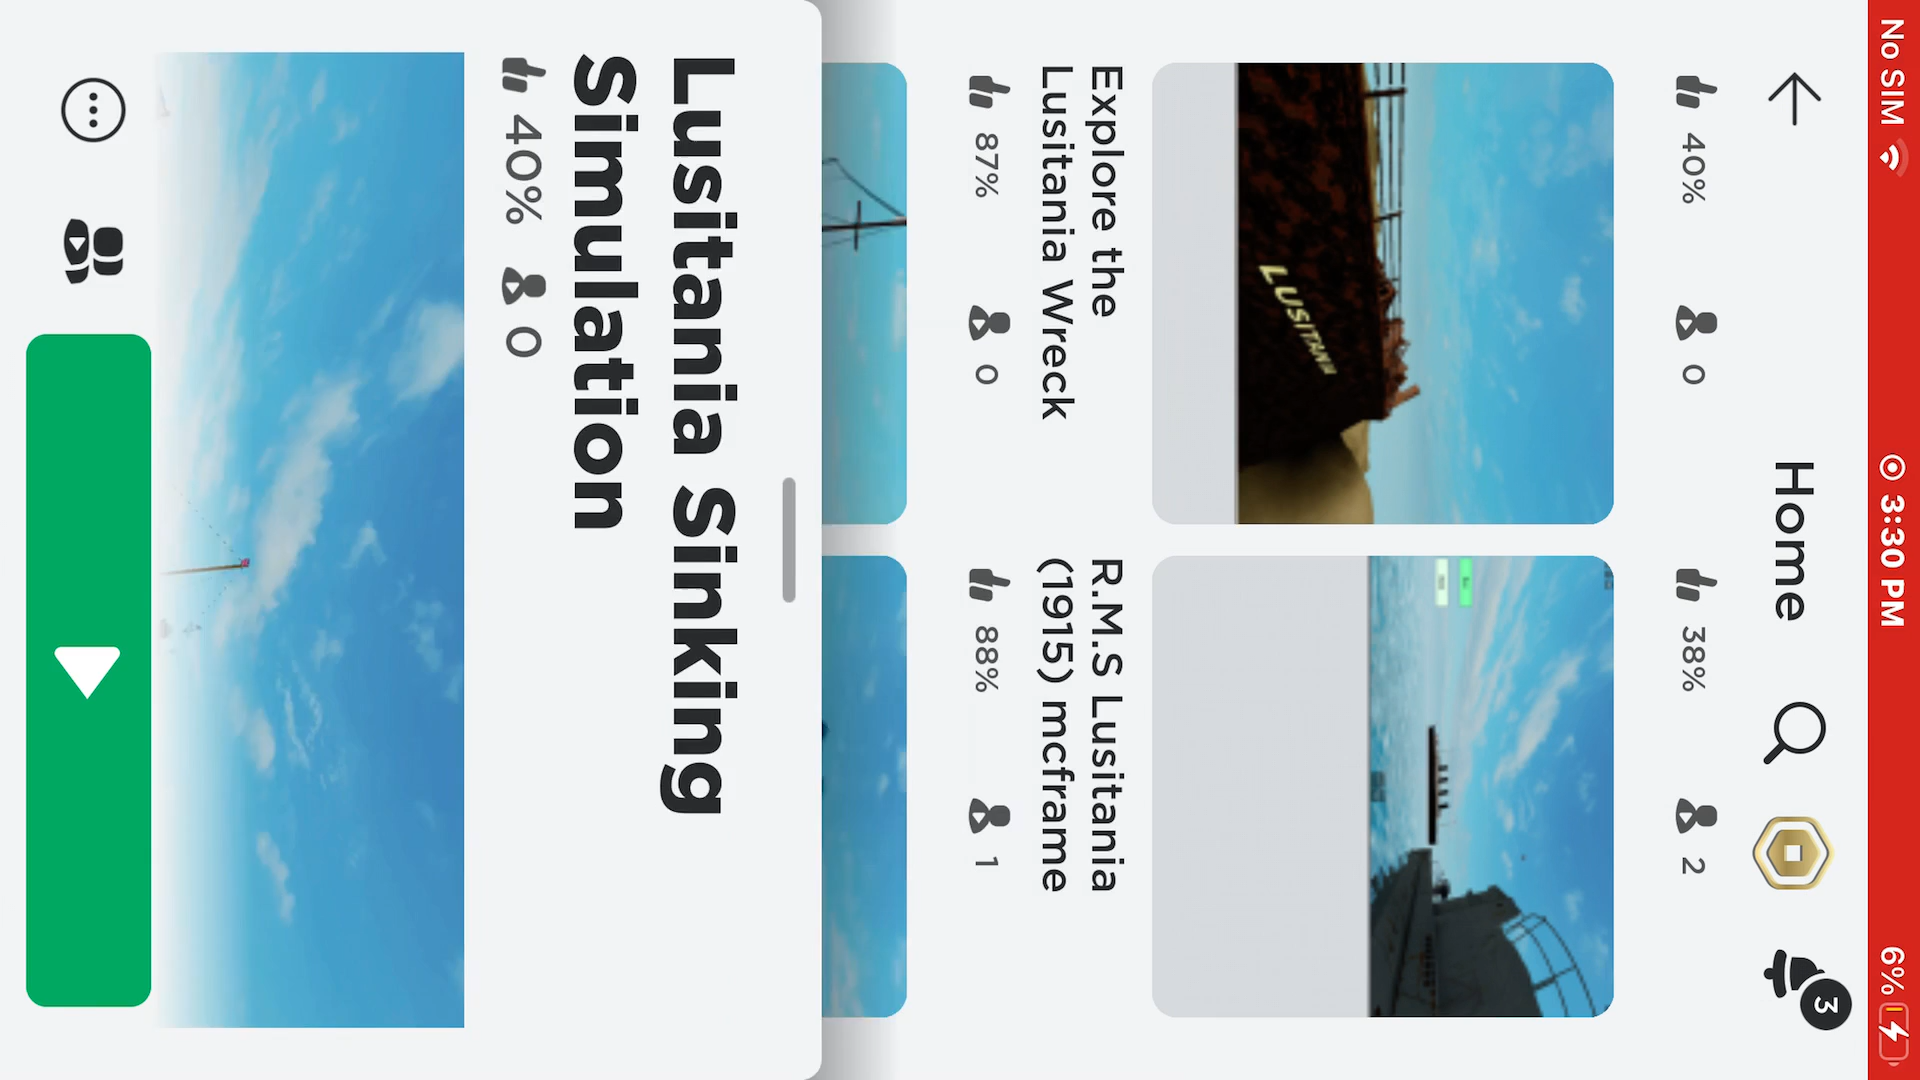 No SIM
3:30 PM
6%
Home
3
40%
0
38%
2
LUSITANIA
Explore the
Lusitania Wreck
87%
0
R.M.S Lusitania
(1915) mcframe
88%
1
Lusitania Sinking
Simulation
40%
0